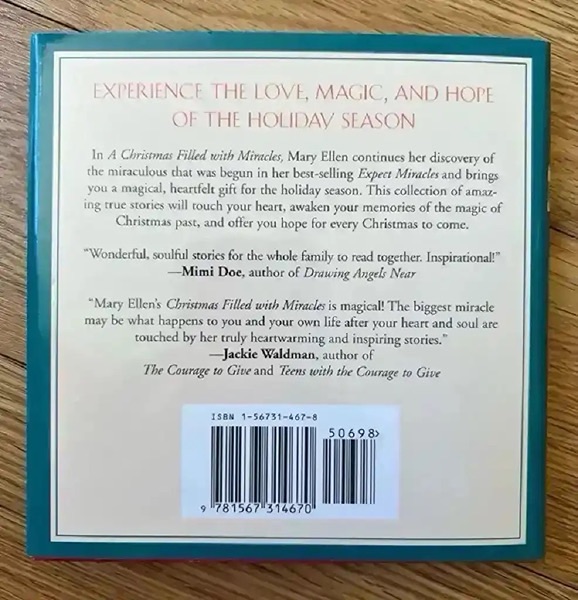 EXPERIENCE THE LOVE, MAGIC, AND HOPE
OF THE HOLIDAY SEASON
In A Christmas Filled with Miracles, Mary Ellen continues her discovery of
the miraculous that was begun in her best-selling Expect Miracles and brings
you a magical, heartfelt gift for the holiday season. This collection of amaz-
ing true stories will touch your heart, awaken your memories of the magic of
Christmas past, and offer you hope for every Christmas to come.
“Wonderful, soulful stories for the whole family to read together. Inspirational!”
—Mimi Doe, author of Drawing Angels Near
“Mary Ellen's Christmas Filled with Miracles is magical! The biggest miracle
may be what happens to you and your own life after your heart and soul are
touched by her truly heartwarming and inspiring stories.”
—Jackie Waldman, author of
The Courage to Give and Teens with the Courage to Give
ISBN 1-56731-467-8
50698>
9 781567 314670